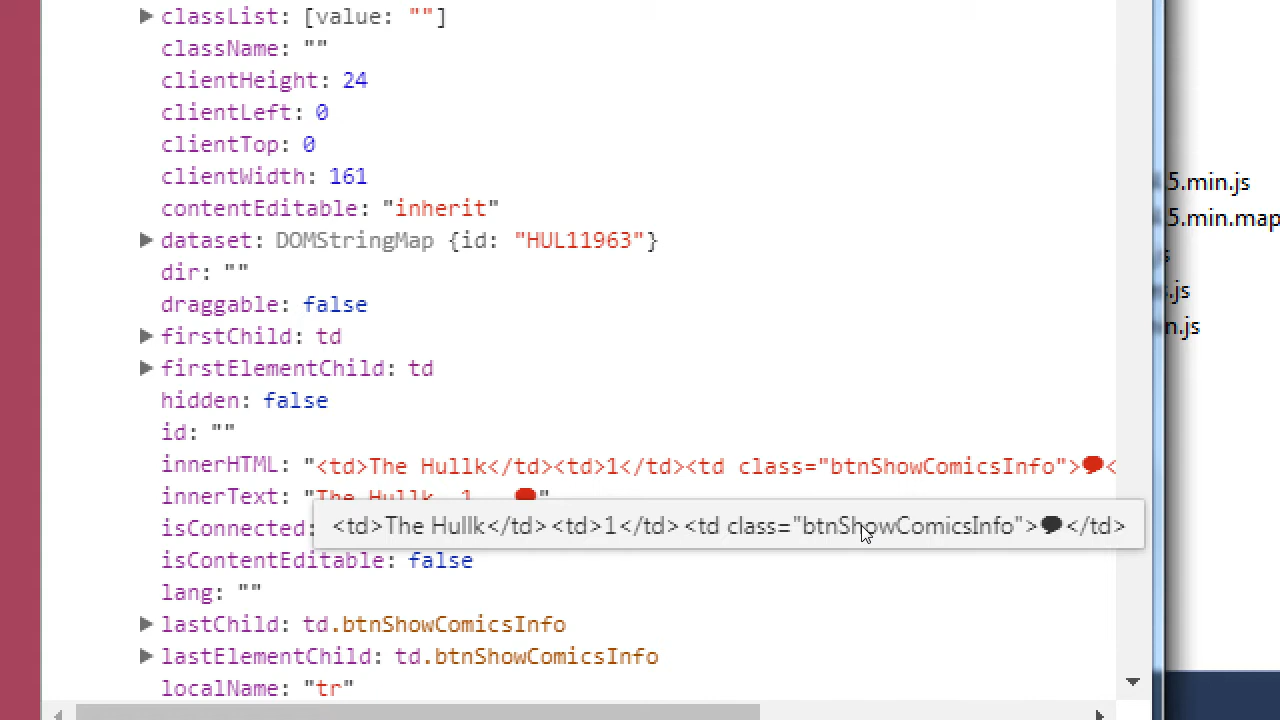 classList: [value: ""]
className: ""
clientHeight: 24
clientLeft: 0
clientTop: 0
clientWidth: 161
contentEditable: "inherit"
dataset: DOMStringMap {id: "HUL11963"}
dir: ""
draggable: false
firstChild: td
firstElementChild: td
hidden: false
id: ""
innerHTML: "<td>The Hullk</td><td>1</td><td class="btnShowComicsInfo">💬<
innerText: "The Hullk 1 💬"
<td>The Hullk</td><td>1</td><td class="btnShowComicsInfo">💬</td>
isConnected:
isContentEditable: false
lang: ""
lastChild: td.btnShowComicsInfo
lastElementChild: td.btnShowComicsInfo
localName: "tr"
5.min.js
5.min.map
s
.js
n.js